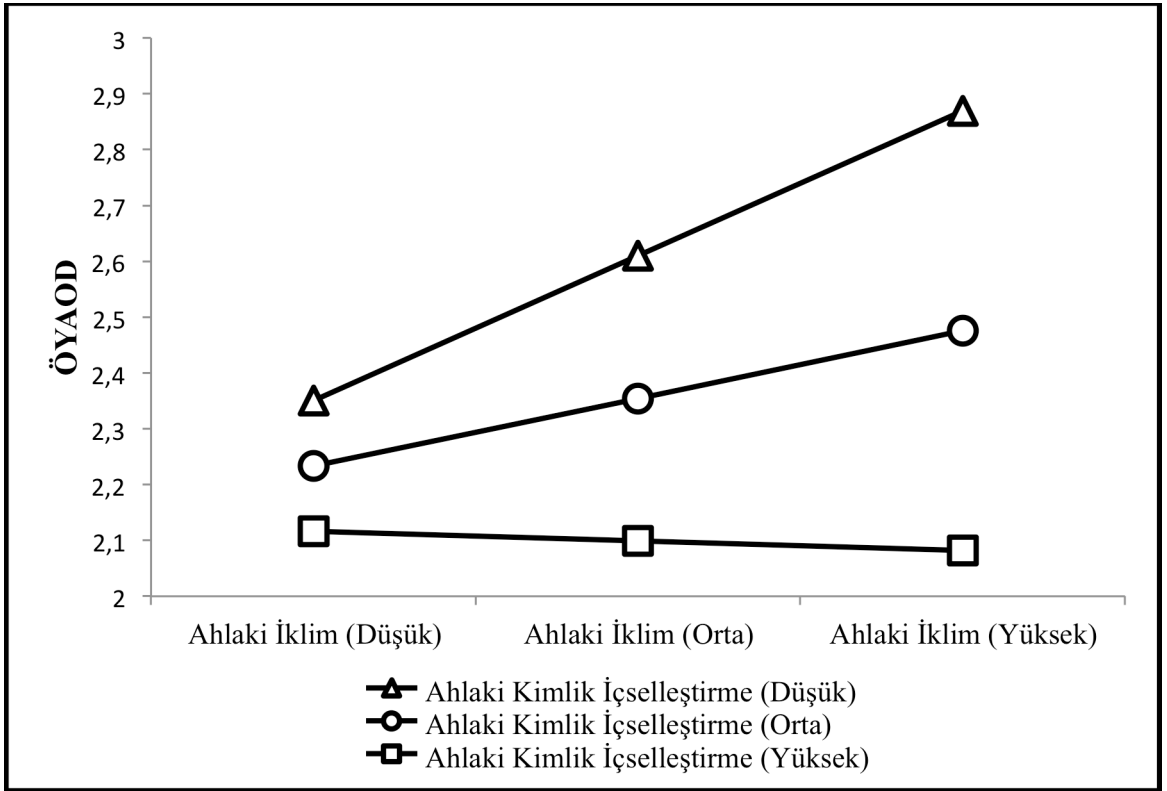 3
2,9
2,8
2,7
2,6
2,5
2,4
2,3
2,2
2,1
2
ÖYAOD
Ahlaki İklim (Düşük)
Ahlaki İklim (Orta)
Ahlaki İklim (Yüksek)
Ahlaki Kimlik İçselleştirme (Düşük)
Ahlaki Kimlik İçselleştirme (Orta)
Ahlaki Kimlik İçselleştirme (Yüksek)